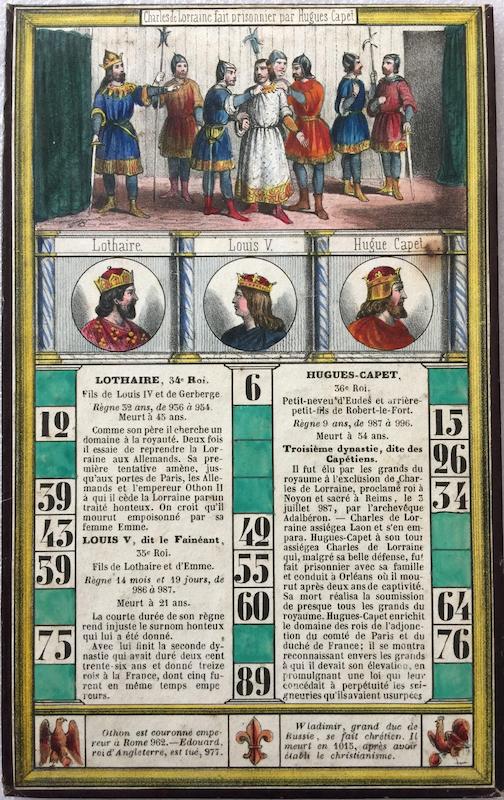 Charles de Lorraine fait prisonnier par Hugues Capet
Lothaire.
Louis V.
Hugue Capet
12
39
43
59
75
LOTHAIRE, 34e Roi.
Fils de Louis IV et de Gerberge
Règne 32 ans, de 936 à 954.
Meurt à 45 ans.
Comme son père il cherche un
domaine à la royauté. Deux fois
il essaie de reprendre la Lor-
raine aux Allemands. Sa pre-
mière tentative amène, jus-
qu'aux portes de Paris, les Alle-
mands et l'empereur Othon II
à qui il cède la Lorraine par un
traité honteux. On croit qu'il
mourut empoisonné par sa
femme Emme.
LOUIS V, dit le Fainéant,
35e Roi.
Fils de Lothaire et d'Emme.
Règne 14 mois et 19 jours, de
986 à 987.
Meurt à 21 ans.
La courte durée de son règne
rend injuste le surnom honteux
qui lui a été donné.
Avec lui finit la seconde dy-
nastie qui avait duré deux cent
trente-six ans et donné treize
rois à la France, dont cinq fu-
rent en même temps empe
reurs.
6
42
55
60
89
HUGUES-CAPET,
36e Roi.
Petit-neveu d'Eudes et arrière-
petit-fils de Robert-le-Fort.
Règne 9 ans, de 987 à 996.
Meurt à 54 ans.
Troisième dynastie, dite des
Capétiens.
Il fut élu par les grands du
royaume à l'exclusion de Char-
les de Lorraine, proclamé roi à
Noyon et sacré à Reims, le 3
juillet 987, par l'archevêque
Adalbéron. — Charles de Lor-
raine assiégea Laon et s'en em-
para. Hugues-Capet à son tour
assiégea Charles de Lorraine
qui, malgré sa belle défense, fut
fait prisonnier avec sa famille
et conduit à Orléans où il mou-
rut après deux ans de captivité.
Sa mort réalisa la soumission
de presque tous les grands du
royaume. Hugues-Capet enrichit
le domaine des rois de l'adjonc-
tion du comté de Paris et du
duché de France; il se montra
reconnaissant envers les grands
à qui il devait son élevation, en
promulgant une loi qui leur
concédait à perpétuité les sei-
gneuries qu'ils avaient usurpées
15
26
34
64
76
Othon est couronné empe-
reur à Rome 962.—Edouard,
roi d'Angleterre, est tué, 977.
Wladimir, grand duc de
Russie, se fait chrétien. Il
meurt en 1015, après avoir
établi le christianisme.